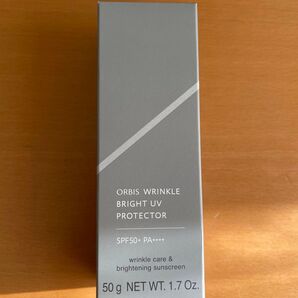 ORBIS WRINKLE
BRIGHT UV
PROTECTOR
SPF50+ PA++++
wrinkle care &
brightening sunscreen
50 g NET WT. 1.7 Oz.